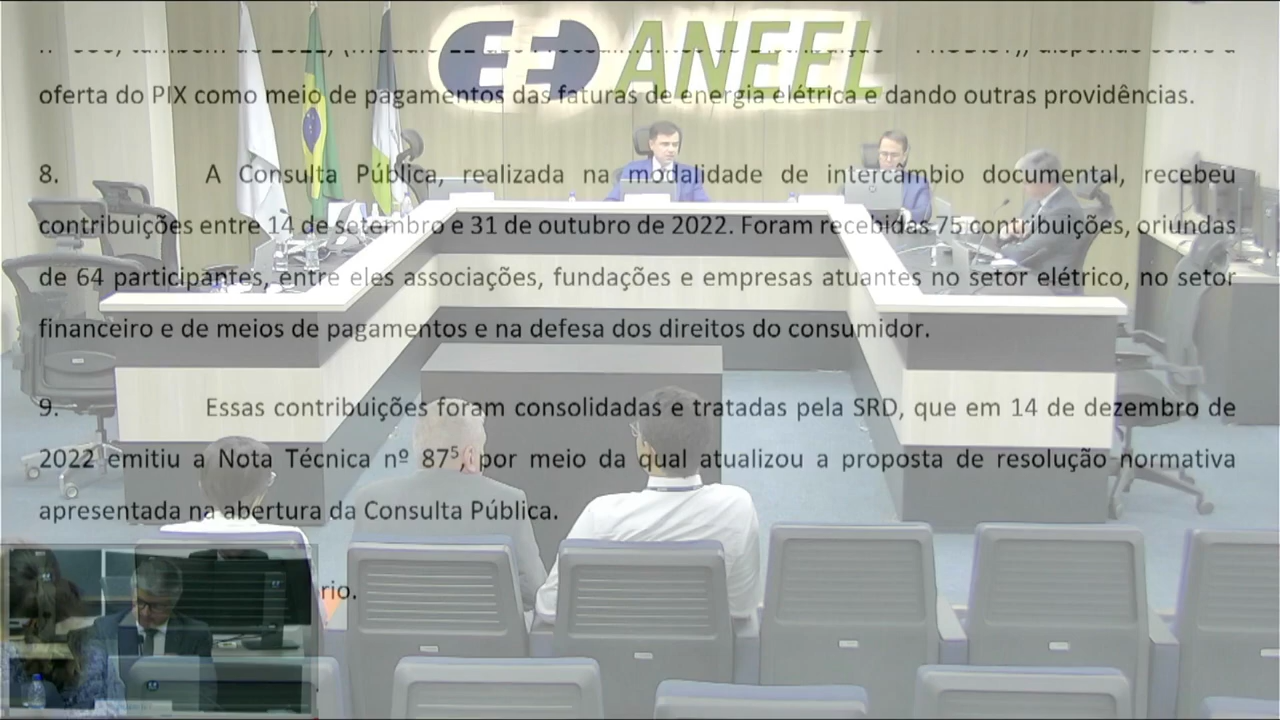 ANEEL
oferta do PIX como meio de pagamentos das faturas de energia elétrica e dando outras providências.
8. A Consulta Pública, realizada na modalidade de intercâmbio documental, recebeu
contribuições entre 14 de setembro e 31 de outubro de 2022. Foram recebidas 75 contribuições, oriundas
de 64 participantes, entre eles associações, fundações e empresas atuantes no setor elétrico, no setor
financeiro e de meios de pagamentos e na defesa dos direitos do consumidor.
9. Essas contribuições foram consolidadas e tratadas pela SRD, que em 14 de dezembro de
2022 emitiu a Nota Técnica nº 87⁵, por meio da qual atualizou a proposta de resolução normativa
apresentada na abertura da Consulta Pública.
rio.